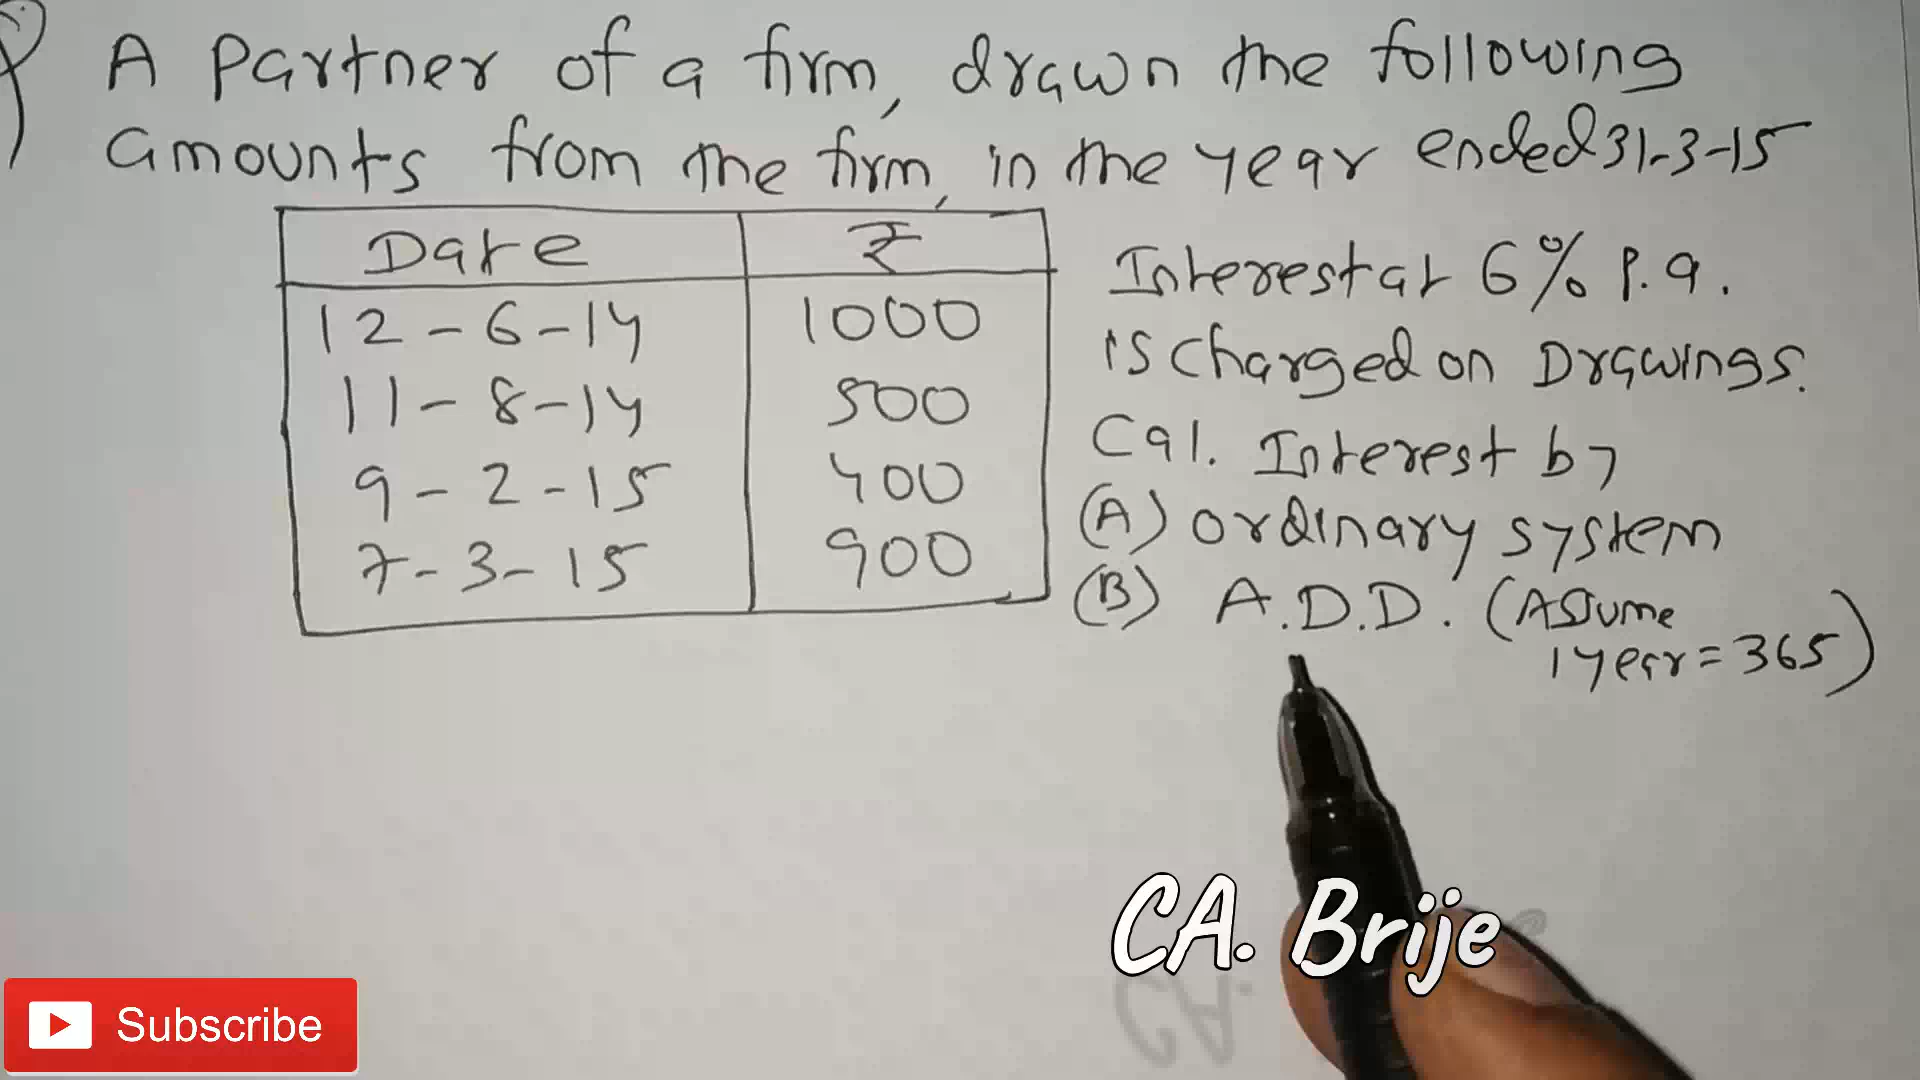 A Partner of a firm, drawn the following
amounts from the firm, in the year ended 31-3-15
Date ₹
12-6-14 1000
11-8-14 500
9-2-15 400
7-3-15 900
Interest at 6% P.a.
is charged on Drawings.
Cal. Interest by
(A) ordinary system
(B) A.D.D. (Assume
1 year = 365)
CA. Brije
Subscribe